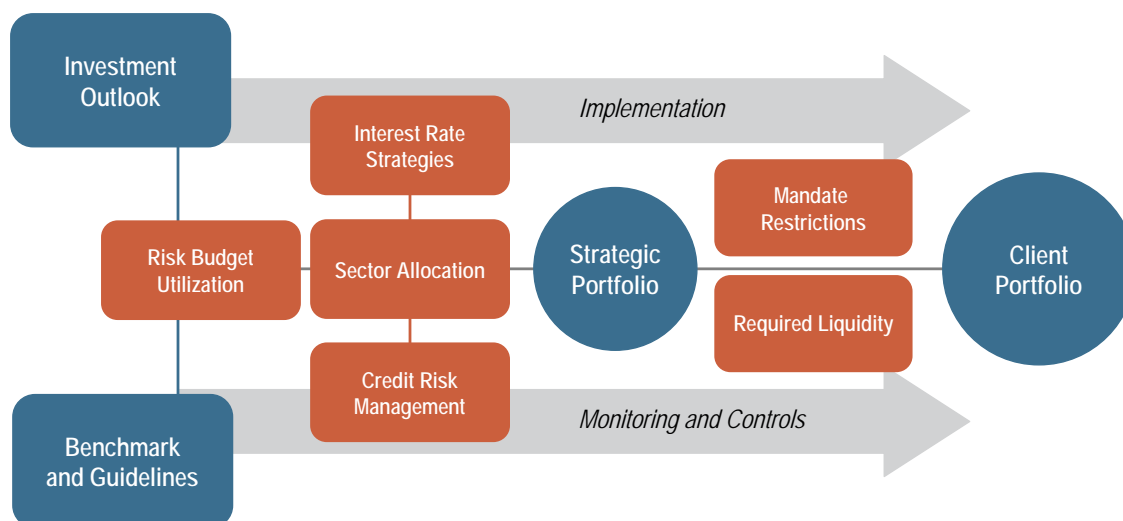 Investment
Outlook
Implementation
Interest Rate
Strategies
Mandate
Restrictions
Risk Budget
Utilization
Sector Allocation
Strategic
Portfolio
Client
Portfolio
Required Liquidity
Credit Risk
Management
Monitoring and Controls
Benchmark
and Guidelines